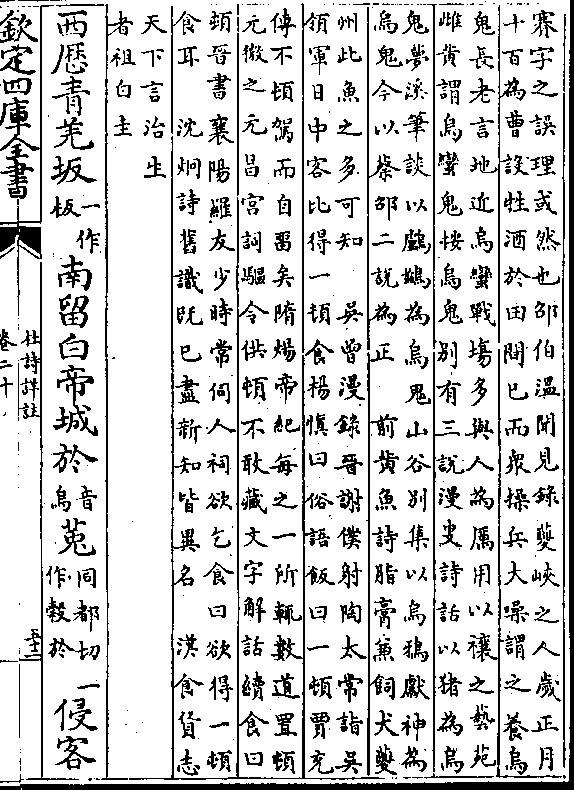 賽字之誤理或然也邵伯温聞見録夔峽之人歲正月
十百為曹設牲酒於田間已而衆操兵大噪謂之養烏
鬼長老言地近烏蠻戰塲多與人為厲用以禳之藝苑
雌黄謂烏蠻鬼怪烏鬼别有三説漫叟詩話以猪為烏
鬼夢溪筆談以鸕鷀為烏鬼山谷别集以烏鴉獻神為
烏鬼今以蔡邵二説為正　前黄魚詩脂膏兼飼犬夔
州此魚之多可知　吳曾漫録晉謝僕射陶太常詣吳
領軍日中客比得一頓食楊慎曰俗語飯曰一頓賈充
傳不頓駕而自留矣隋煬帝紀每之一所輒數道置頓
元微之元昌宫詞驅令供頓不敢藏文字解詁續食曰
頓晉書襄陽羅友少時常伺人祠欲乞食曰欲得一頓
食耳　沈烱詩舊識既已盡新知皆異名　漢食貨志
天下言治生
者祖白圭
西歴青羌坂一作板南留白帝城於音烏菟同都切作榖於一侵客
欽定四庫全書
杜詩詳註
卷二十
五十二